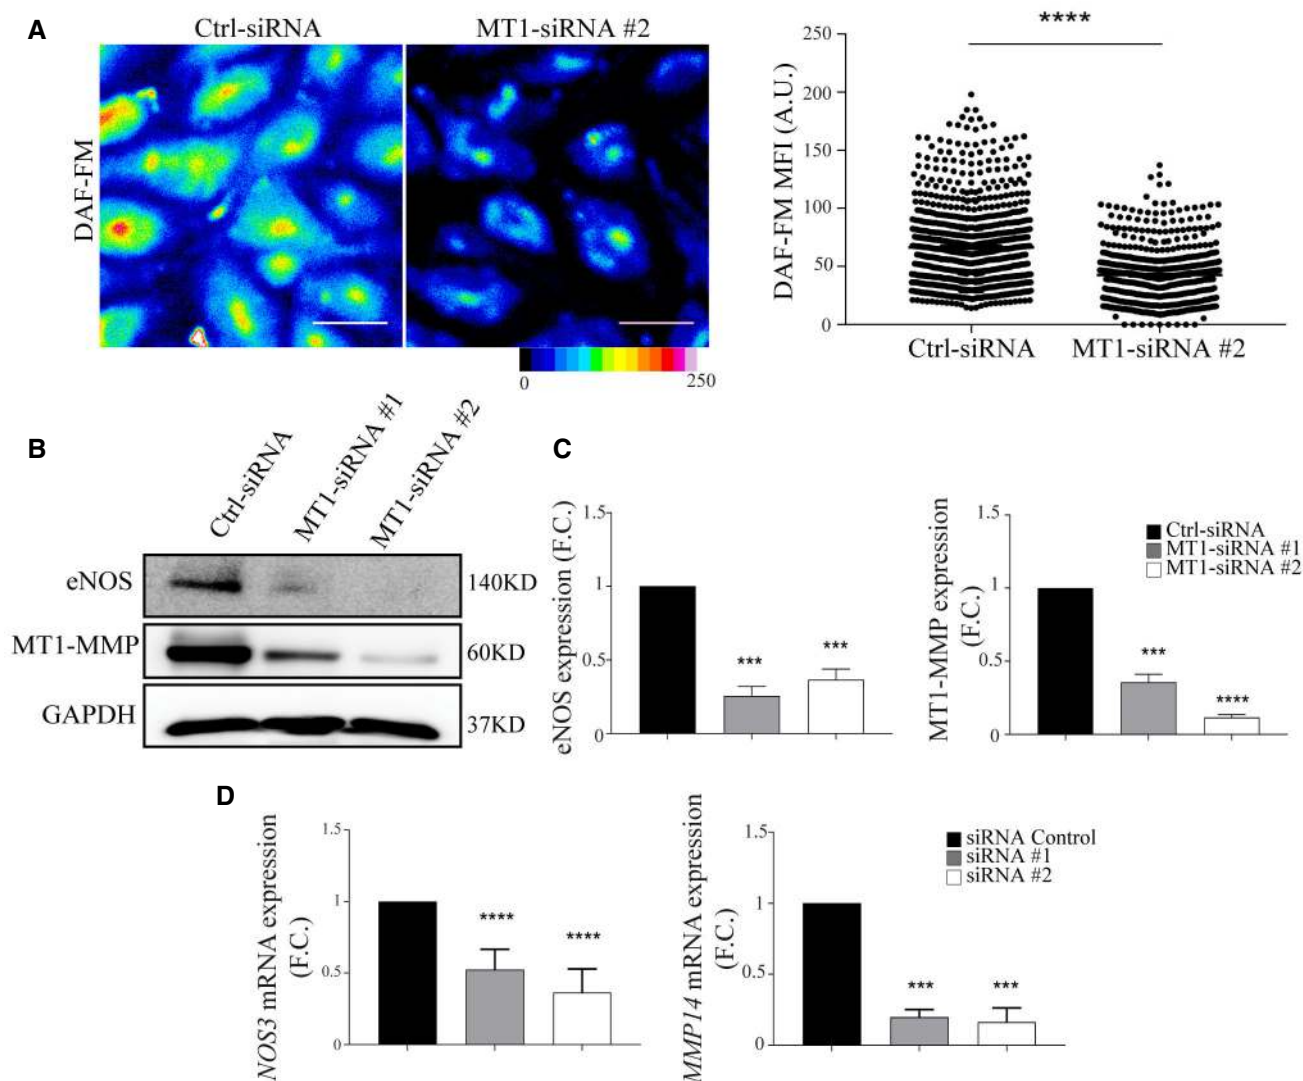 A
Ctrl-siRNA
MT1-siRNA #2
DAF-FM
0
250
DAF-FM MFI (A.U.)
250
200
150
100
50
0
****
Ctrl-siRNA
MT1-siRNA #2
B
Ctrl-siRNA
MT1-siRNA #1
MT1-siRNA #2
eNOS
140KD
MT1-MMP
60KD
GAPDH
37KD
C
eNOS expression (F.C.)
1.5
1
0.5
0
***
***
MT1-MMP expression
(F.C.)
1.5
1
0.5
0
***
****
Ctrl-siRNA
MT1-siRNA #1
MT1-siRNA #2
D
NOS3 mRNA expression
(F.C.)
1.5
1
0.5
0
****
****
MMP14 mRNA expression
(F.C.)
1.5
1
0.5
0
***
***
siRNA Control
siRNA #1
siRNA #2